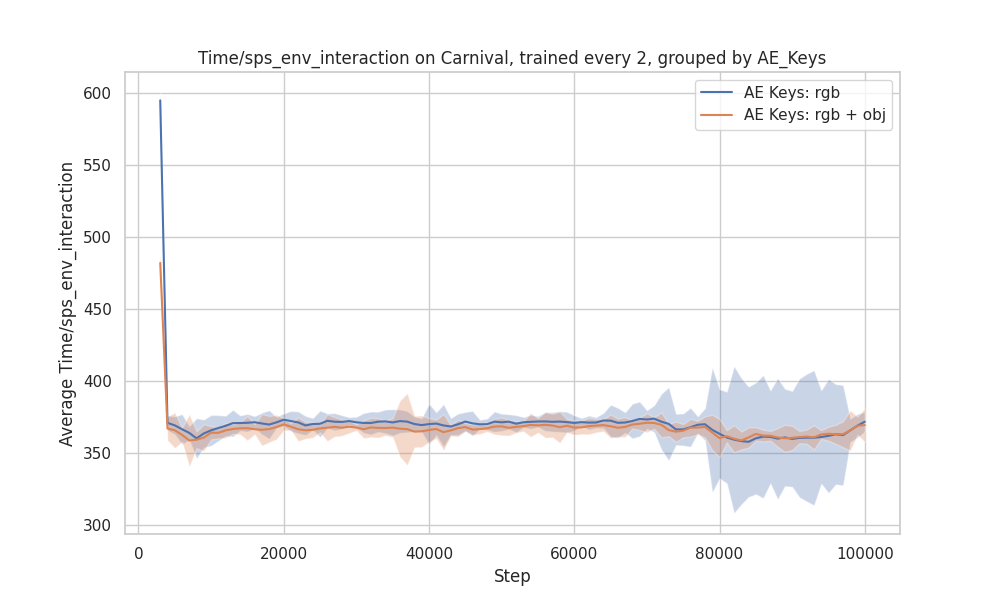 Time/sps_env_interaction on Carnival, trained every 2, grouped by AE_Keys
AE Keys: rgb
AE Keys: rgb + obj
Average Time/sps_env_interaction
600
550
500
450
400
350
300
0
20000
40000
60000
80000
100000
Step